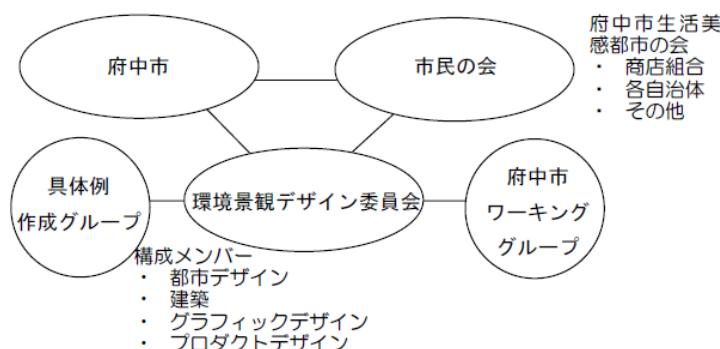 府中市
市民の会
府中市生活美
感都市の会
・ 商店組合
・ 各自治体
・ その他
具体例
作成グループ
環境景観デザイン委員会
府中市
ワーキング
グループ
構成メンバー
・ 都市デザイン
・ 建築
・ グラフィックデザイン
・ プロダクトデザイン